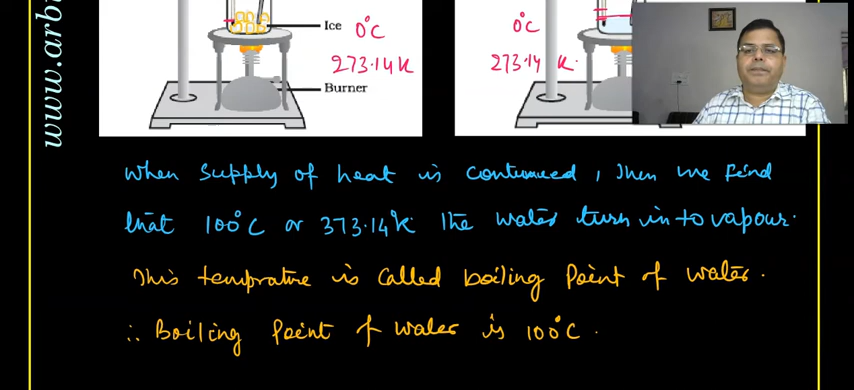 www.arb
Ice 0°C
273.14 K
Burner
0°C
273.14 K.
When supply of heat is continued, then we find
that 100°C or 373.14°K the water turn in to vapour.
This temprature is called boiling point of water.
∴ Boiling point of water is 100°C.